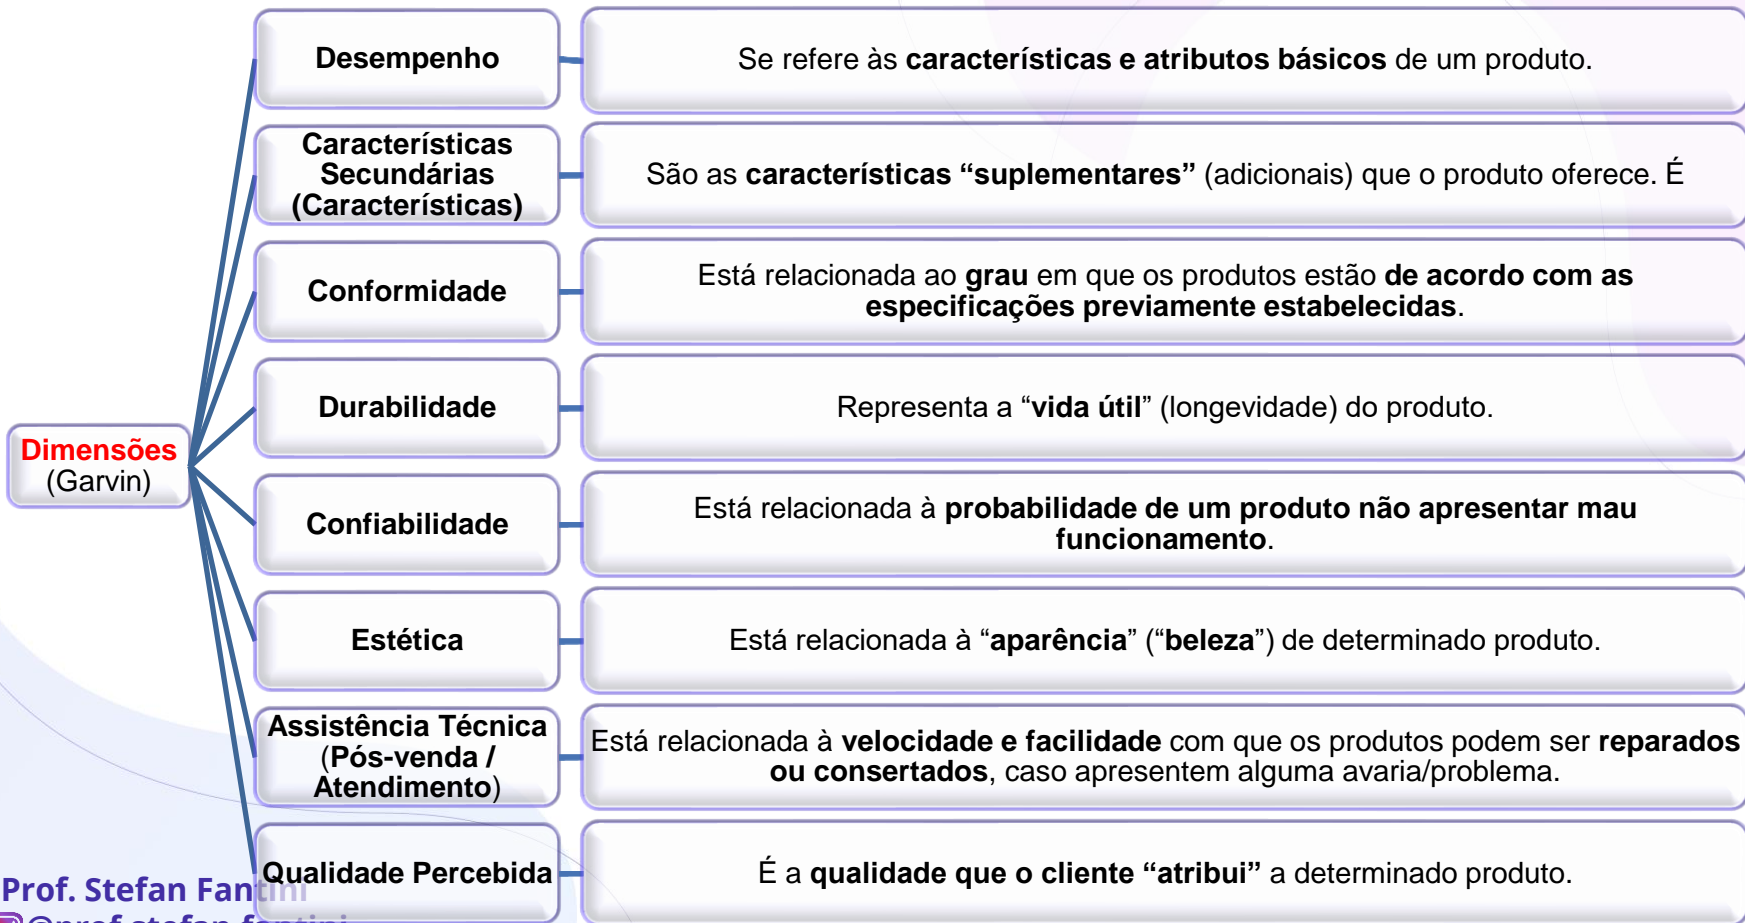 Dimensões
(Garvin)
Desempenho
Se refere às características e atributos básicos de um produto.
Características
Secundárias
(Características)
São as características “suplementares” (adicionais) que o produto oferece. É
Conformidade
Está relacionada ao grau em que os produtos estão de acordo com as
especificações previamente estabelecidas.
Durabilidade
Representa a “vida útil” (longevidade) do produto.
Confiabilidade
Está relacionada à probabilidade de um produto não apresentar mau
funcionamento.
Estética
Está relacionada à “aparência” (“beleza”) de determinado produto.
Assistência Técnica
(Pós-venda /
Atendimento)
Está relacionada à velocidade e facilidade com que os produtos podem ser reparados
ou consertados, caso apresentem alguma avaria/problema.
Qualidade Percebida
É a qualidade que o cliente “atribui” a determinado produto.
Prof. Stefan Fantini
@prof.stefan.fantini